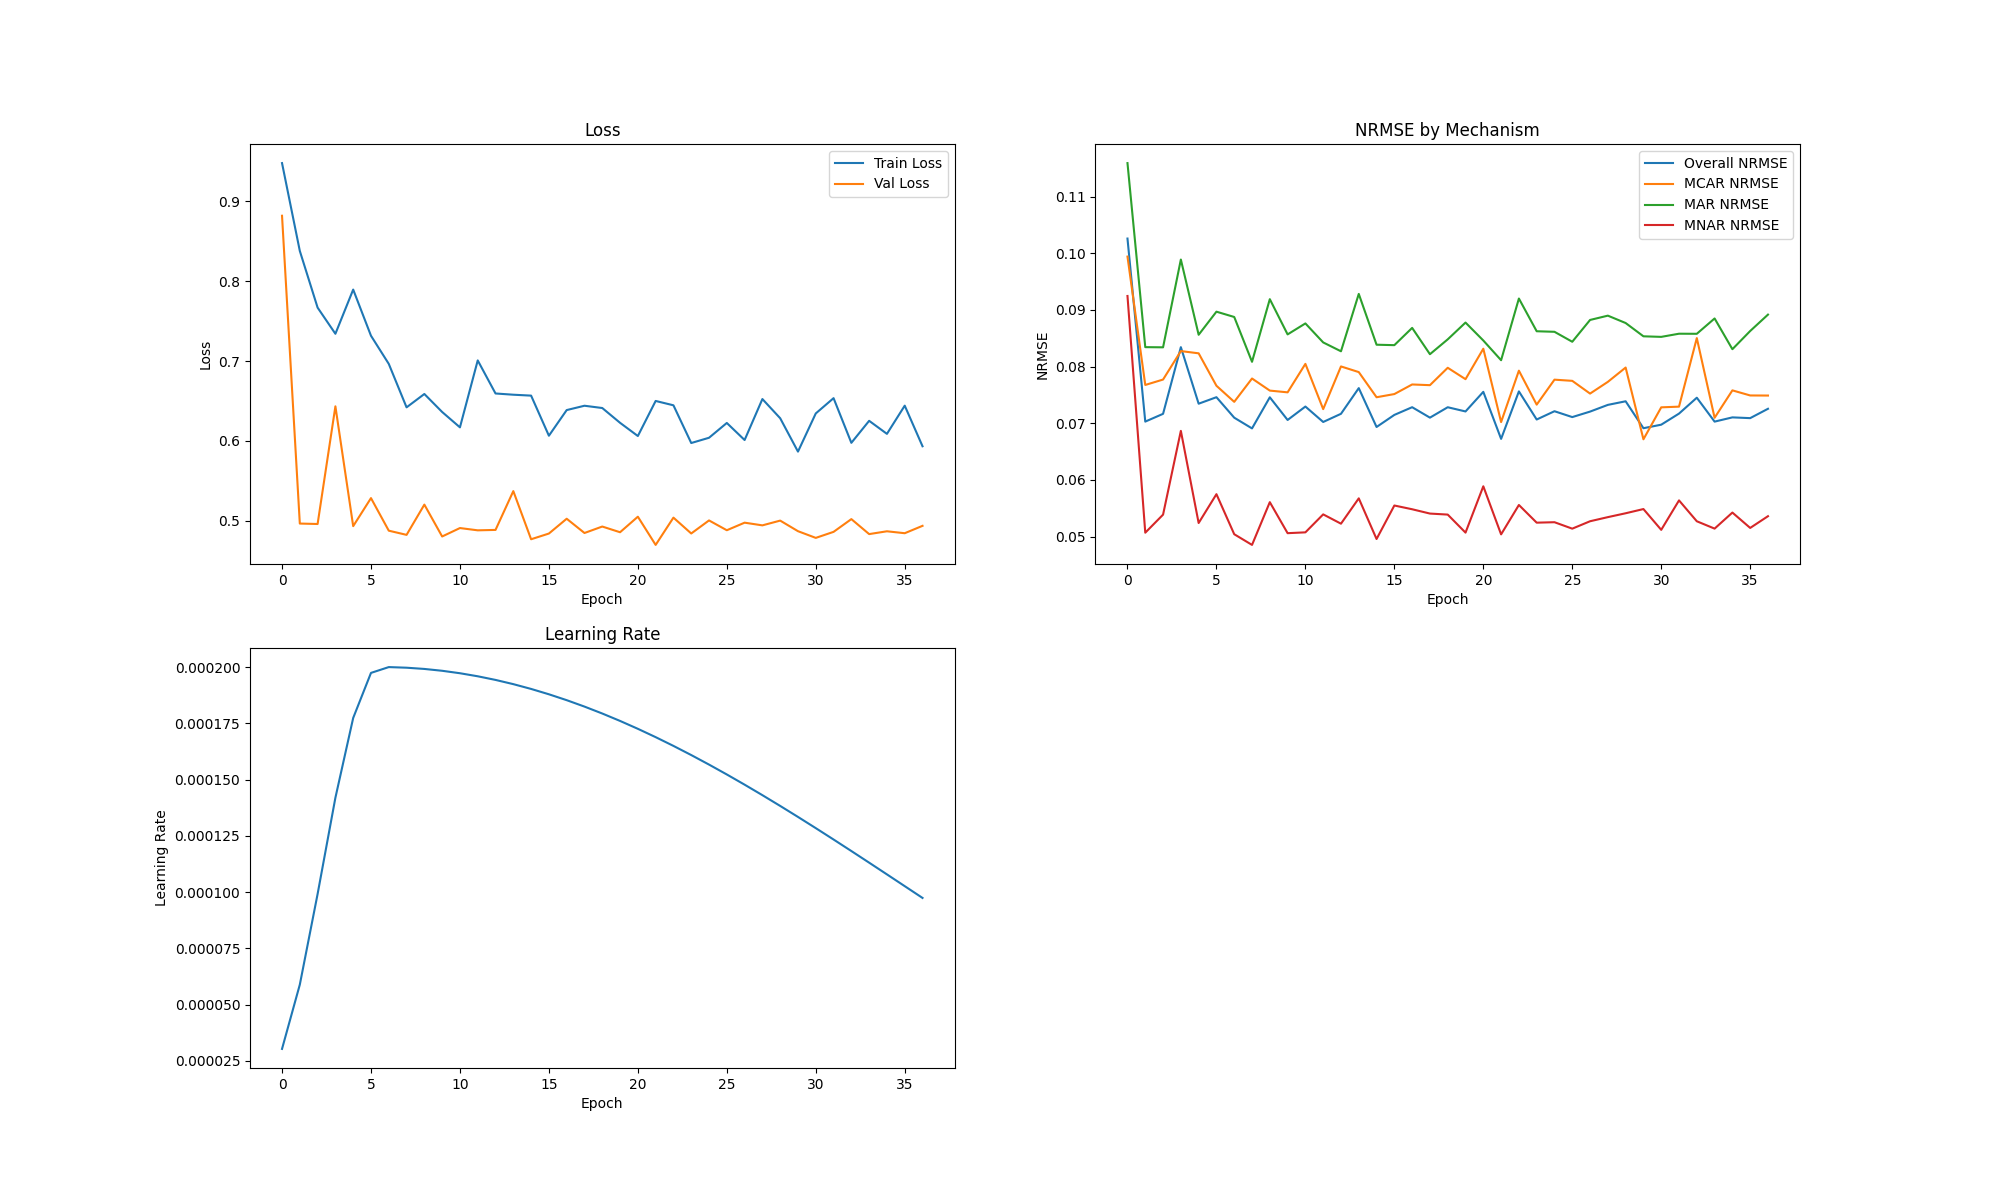 Loss
Train Loss
Val Loss
0.9
0.8
0.7
0.6
0.5
Loss
0 5 10 15 20 25 30 35
Epoch
NRMSE by Mechanism
Overall NRMSE
MCAR NRMSE
MAR NRMSE
MNAR NRMSE
0.11
0.10
0.09
0.08
0.07
0.06
0.05
NRMSE
0 5 10 15 20 25 30 35
Epoch
Learning Rate
0.000200
0.000175
0.000150
0.000125
0.000100
0.000075
0.000050
0.000025
Learning Rate
0 5 10 15 20 25 30 35
Epoch